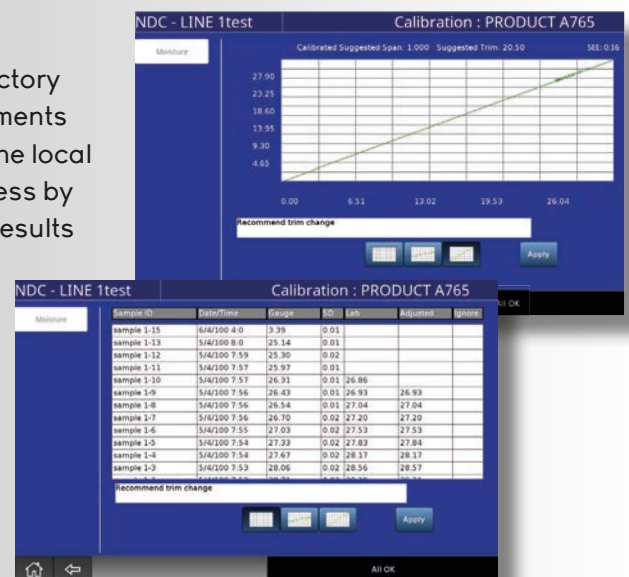 ctory
ments
ne local
ess by
esults
NDC - LINE 1test Calibration : PRODUCT A765
Moisture
Calibrated Suggested Span: 1.000 Suggested Trim: 20.50 SEE: 0.16
27.90
23.25
18.60
13.95
9.30
4.65
0.00 6.51 13.02 19.53 26.04
Recommend trim change
Apply
All OK
NDC - LINE 1test Calibration : PRODUCT A765
Moisture
Sample ID Date/Time Gauge SD Lab Adjusted Ignore
sample 1-15 6/4/100 4:0 3.39 0.01
sample 1-13 5/4/100 8:0 25.14 0.01
sample 1-12 5/4/100 7:59 25.30 0.02
sample 1-11 5/4/100 7:57 25.97 0.01
sample 1-10 5/4/100 7:57 26.31 0.01 26.86
sample 1-9 5/4/100 7:56 26.43 0.01 26.93 26.93
sample 1-8 5/4/100 7:56 26.54 0.01 27.04 27.04
sample 1-7 5/4/100 7:56 26.70 0.02 27.20 27.20
sample 1-6 5/4/100 7:55 27.03 0.02 27.53 27.53
sample 1-5 5/4/100 7:54 27.33 0.02 27.83 27.84
sample 1-4 5/4/100 7:54 27.67 0.02 28.17 28.17
sample 1-3 5/4/100 7:53 28.06 0.02 28.56 28.57
Recommend trim change
Apply
All OK